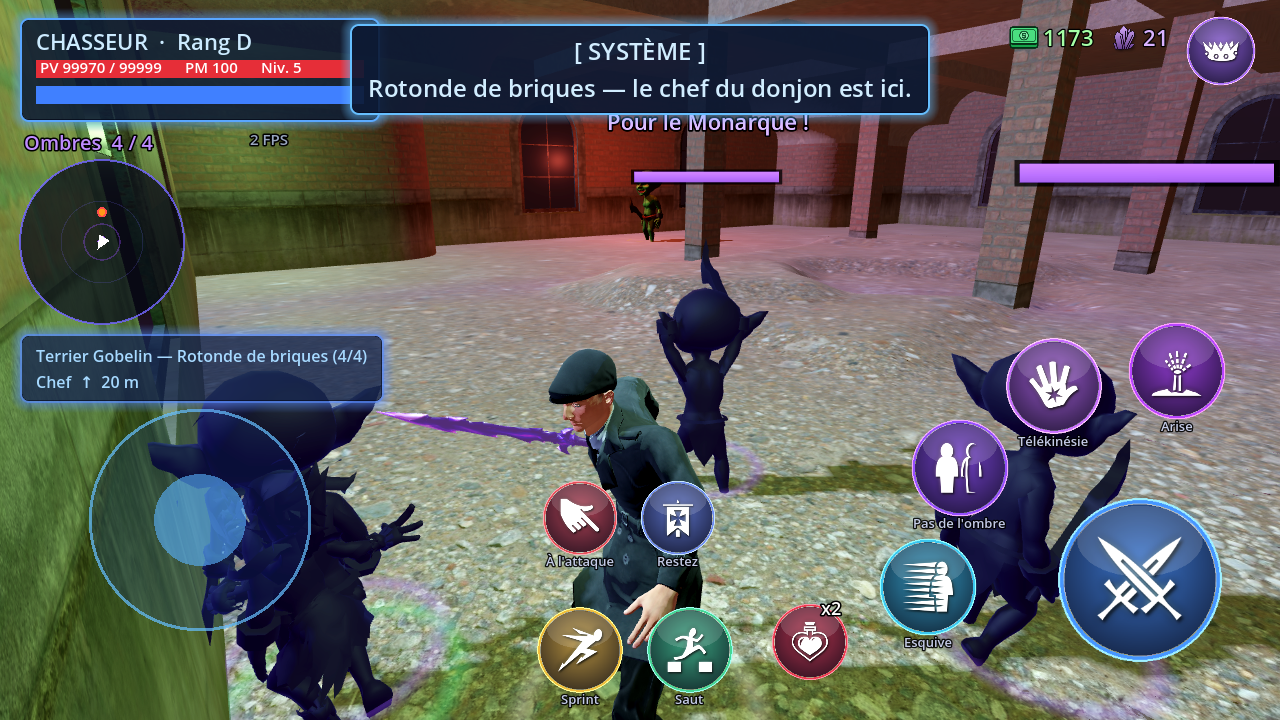 CHASSEUR · Rang D
PV 99970 / 99999 PM 100 Niv. 5
[ SYSTÈME ]
Rotonde de briques — le chef du donjon est ici.
1173
21
Pour le Monarque !
Ombres 4 / 4
2 FPS
Terrier Gobelin — Rotonde de briques (4/4)
Chef ↑ 20 m
Télékinésie
Arise
Pas de l'ombre
À l'attaque
Restez
x2
Esquive
Sprint
Saut